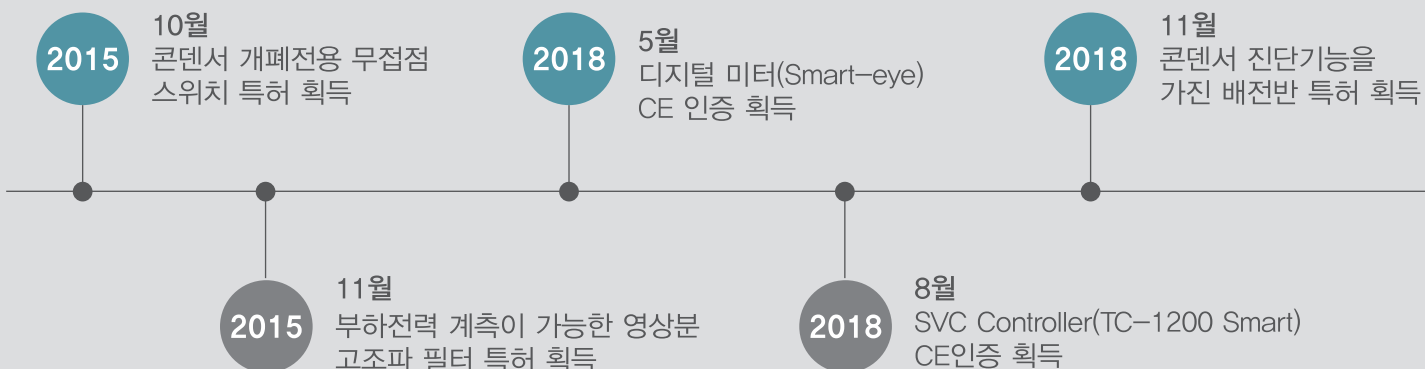 2015
10월
콘덴서 개폐전용 무접점
스위치 특허 획득
2018
5월
디지털 미터(Smart-eye)
CE 인증 획득
2018
11월
콘덴서 진단기능을
가진 배전반 특허 획득
2015
11월
부하전력 계측이 가능한 영상분
고조파 필터 특허 획득
2018
8월
SVC Controller(TC-1200 Smart)
CE인증 획득